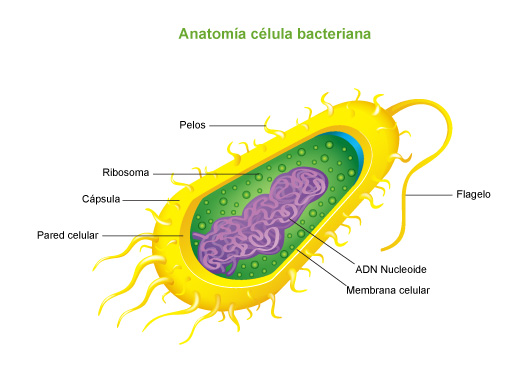 Anatomía célula bacteriana
Pelos
Ribosoma
Cápsula
Flagelo
Pared celular
ADN Nucleoide
Membrana celular